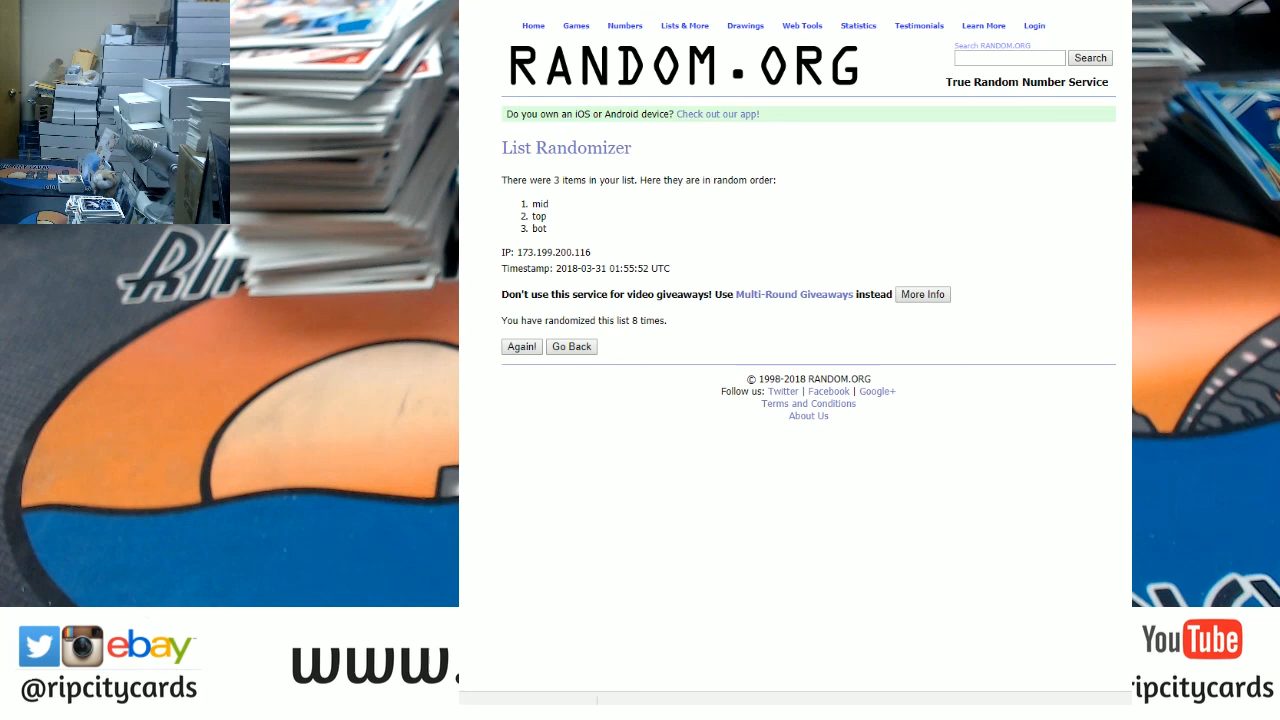 Home Games Numbers Lists & More Drawings Web Tools Statistics Testimonials Learn More Login
RANDOM.ORG
Search RANDOM.ORG
Search
True Random Number Service
Do you own an iOS or Android device? Check out our app!
List Randomizer
There were 3 items in your list. Here they are in random order:
1. mid
2. top
3. bot
IP: 173.199.200.116
Timestamp: 2018-03-31 01:55:52 UTC
Don't use this service for video giveaways! Use Multi-Round Giveaways instead More Info
You have randomized this list 8 times.
Again! Go Back
© 1998-2018 RANDOM.ORG
Follow us: Twitter | Facebook | Google+
Terms and Conditions
About Us
ebay
@ripcitycards
www.
YouTube
ripcitycards